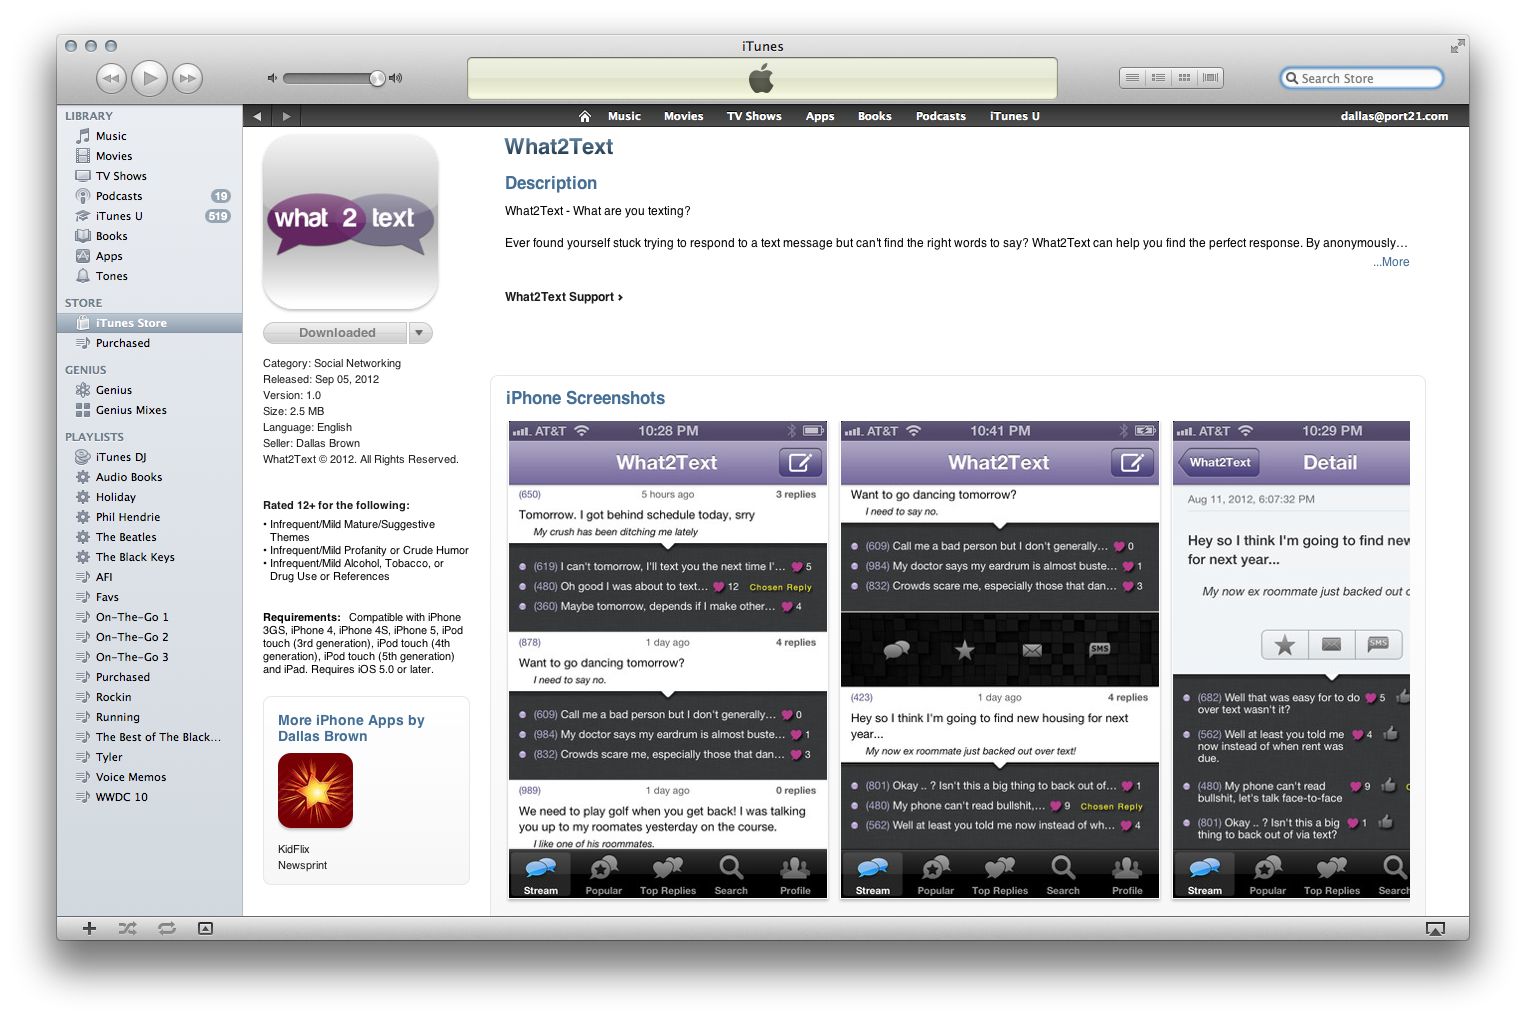 iTunes
Search Store
LIBRARY
Music
Movies
TV Shows
Podcasts 19
iTunes U 519
Books
Apps
Tones
STORE
iTunes Store
Purchased
GENIUS
Genius
Genius Mixes
PLAYLISTS
iTunes DJ
Audio Books
Holiday
Phil Hendrie
The Beatles
The Black Keys
AFI
Favs
On-The-Go 1
On-The-Go 2
On-The-Go 3
Purchased
Rockin
Running
The Best of The Black...
Tyler
Voice Memos
WWDC 10
Music Movies TV Shows Apps Books Podcasts iTunes U dallas@port21.com
what 2 text
Downloaded
Category: Social Networking
Released: Sep 05, 2012
Version: 1.0
Size: 2.5 MB
Language: English
Seller: Dallas Brown
What2Text © 2012. All Rights Reserved.
Rated 12+ for the following:
• Infrequent/Mild Mature/Suggestive
Themes
• Infrequent/Mild Profanity or Crude Humor
• Infrequent/Mild Alcohol, Tobacco, or
Drug Use or References
Requirements: Compatible with iPhone
3GS, iPhone 4, iPhone 4S, iPhone 5, iPod
touch (3rd generation), iPod touch (4th
generation), iPod touch (5th generation)
and iPad. Requires iOS 5.0 or later.
More iPhone Apps by
Dallas Brown
KidFlix
Newsprint
What2Text
Description
What2Text - What are you texting?
Ever found yourself stuck trying to respond to a text message but can't find the right words to say? What2Text can help you find the perfect response. By anonymously...
...More
What2Text Support ›
iPhone Screenshots
AT&T 10:28 PM
What2Text
(650) 5 hours ago 3 replies
Tomorrow. I got behind schedule today, srry
My crush has been ditching me lately
• (619) I can't tomorrow, I'll text you the next time I'... 5
• (480) Oh good I was about to text... 12 Chosen Reply
• (360) Maybe tomorrow, depends if I make other... 4
(878) 1 day ago 4 replies
Want to go dancing tomorrow?
I need to say no.
• (609) Call me a bad person but I don't generally... 0
• (984) My doctor says my eardrum is almost buste... 1
• (832) Crowds scare me, especially those that dan... 3
(989) 1 day ago 0 replies
We need to play golf when you get back! I was talking
you up to my roomates yesterday on the course.
I like one of his roommates.
Stream Popular Top Replies Search Profile
AT&T 10:41 PM
What2Text
Want to go dancing tomorrow?
I need to say no.
• (609) Call me a bad person but I don't generally... 0
• (984) My doctor says my eardrum is almost buste... 1
• (832) Crowds scare me, especially those that dan... 3
SMS
(423) 1 day ago 4 replies
Hey so I think I'm going to find new housing for next
year...
My now ex roommate just backed out over text!
• (801) Okay .. ? Isn't this a big thing to back out of... 1
• (480) My phone can't read bullshit,... 9 Chosen Reply
• (562) Well at least you told me now instead of wh... 4
Stream Popular Top Replies Search Profile
AT&T 10:29 PM
What2Text Detail
Aug 11, 2012, 6:07:32 PM
Hey so I think I'm going to find new
for next year...
My now ex roommate just backed out o
SMS
• (682) Well that was easy for to do 5
over text wasn't it?
• (562) Well at least you told me 4
now instead of when rent was
due.
• (480) My phone can't read 9
bullshit, let's talk face-to-face
• (801) Okay .. ? Isn't this a big 1
thing to back out of via text?
Stream Popular Top Replies Search